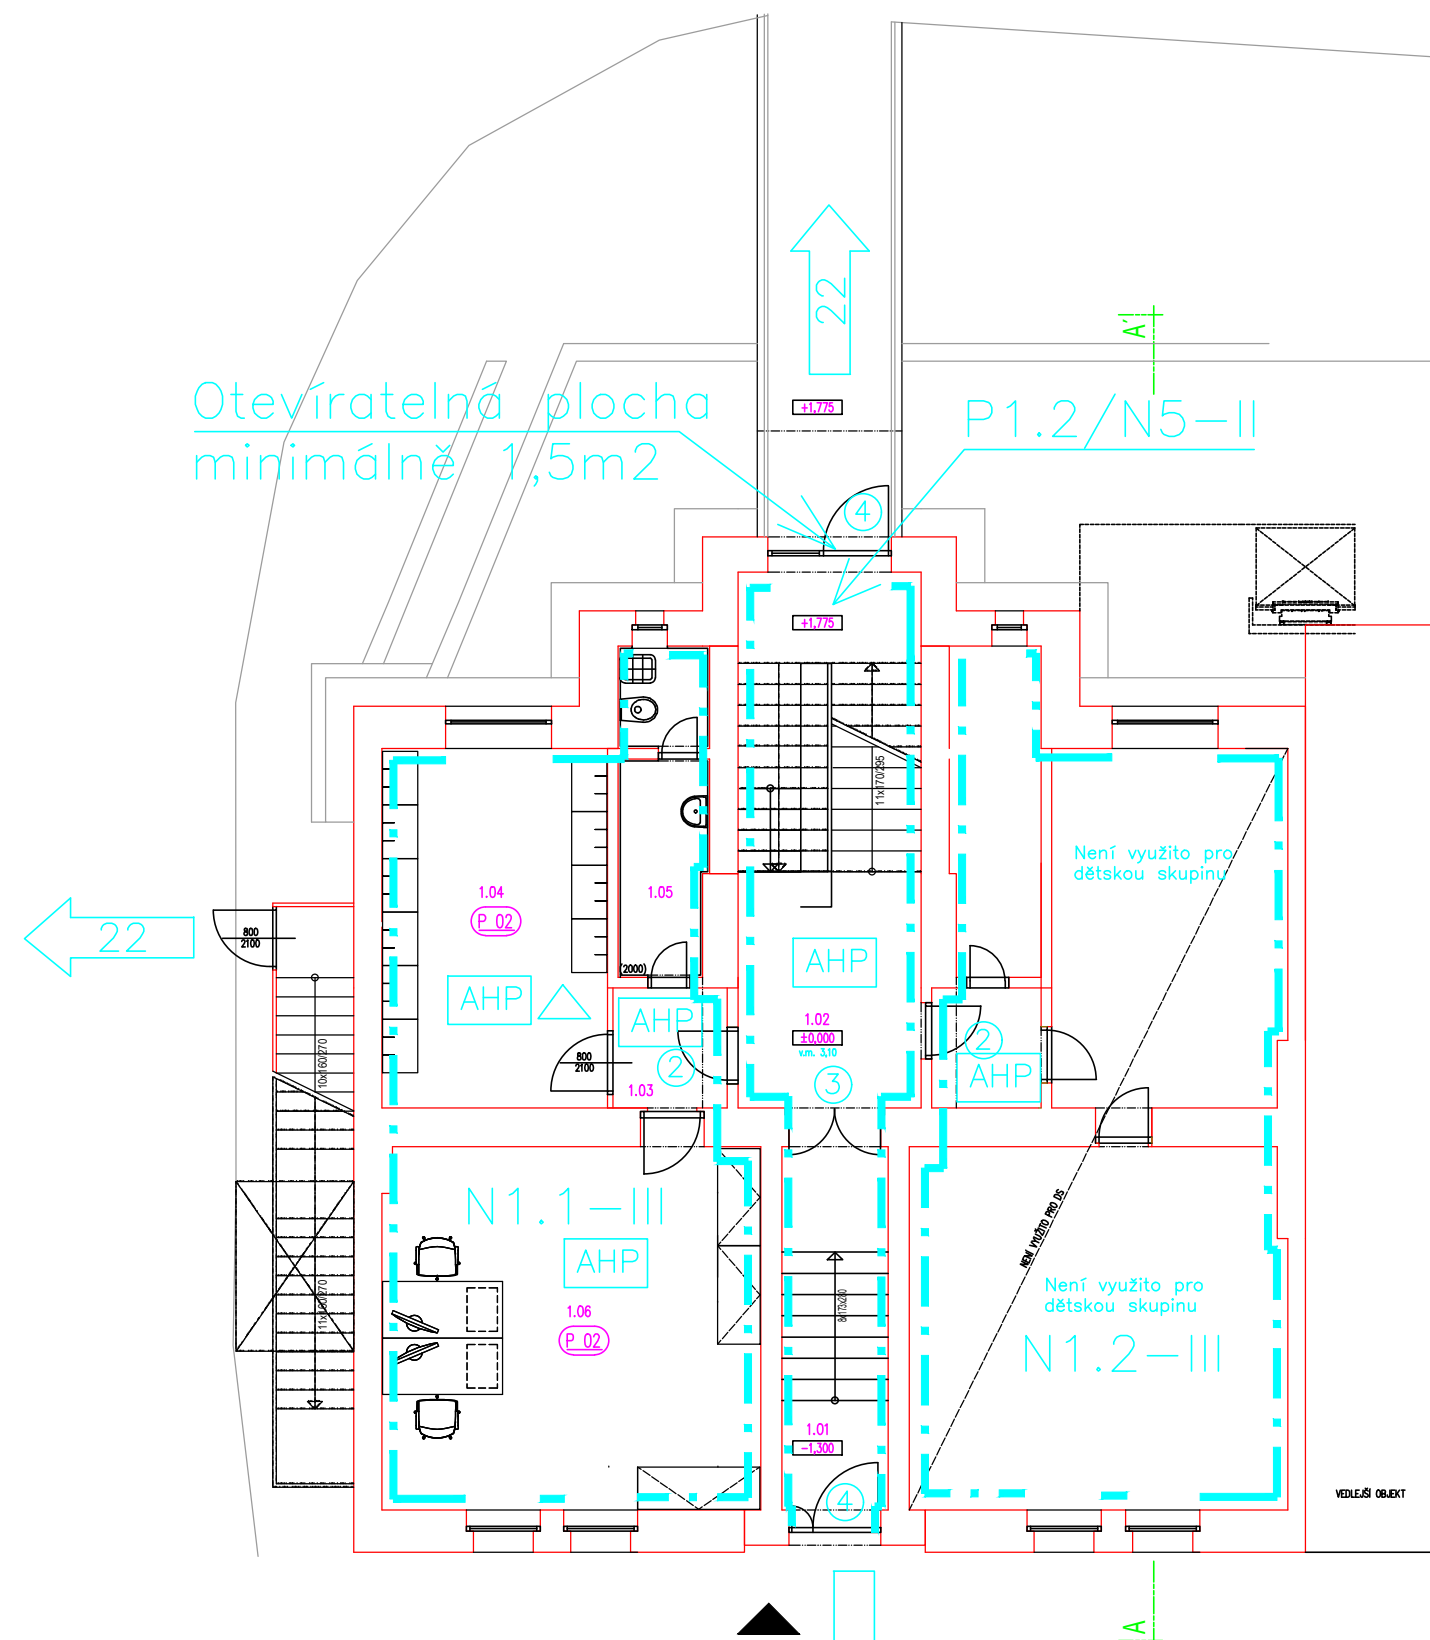 22
A'
Otevíratelná plocha
minimálně 1,5m2
+1,775
P1.2/N5-II
4
+1,775
11x170/295
Není využito pro
dětskou skupinu
1.04
P 02
1.05
22
800
2100
(2000)
AHP
AHP
AHP
1.02
±0,000
v.m. 3,10
2
2
3
AHP
800
2100
1.03
10x160/270
N1.1-III
AHP
NENÍ VYUŽITO PRO DS
11x160/270
1.06
P 02
8x173x280
Není využito pro
dětskou skupinu
N1.2-III
1.01
-1,300
4
VEDLEJŠÍ OBJEKT
A